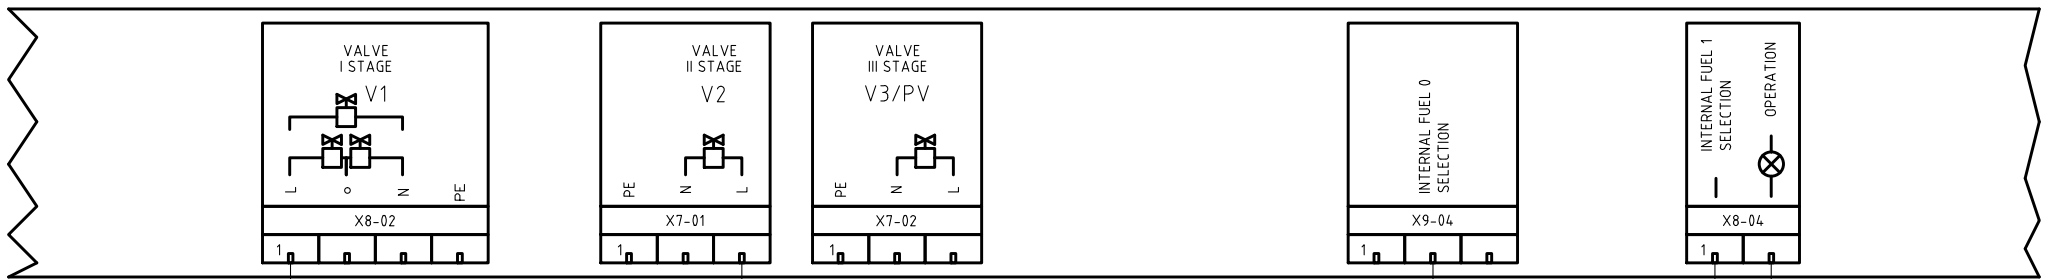 VALVE
I STAGE
V1
L
o
N
PE
X8-02
1
VALVE
II STAGE
V2
PE
N
L
X7-01
1
VALVE
III STAGE
V3/PV
PE
N
L
X7-02
1
INTERNAL FUEL 0
SELECTION
X9-04
1
INTERNAL FUEL 1
SELECTION
OPERATION
X8-04
1